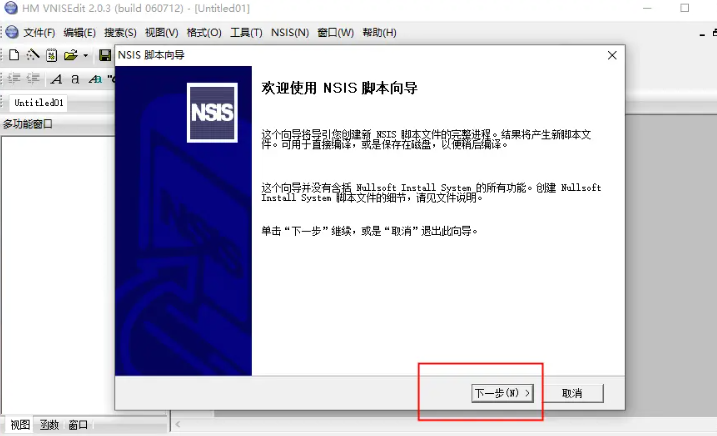 HM VNISEdit 2.0.3 (build 060712) - [Untitled01]
文件(F) 编辑(E) 搜索(S) 视图(V) 格式(O) 工具(T) NSIS(N) 窗口(W) 帮助(H)
Untitled01
多功能窗口
NSIS 脚本向导
NSIS
欢迎使用 NSIS 脚本向导
这个向导将导引您创建新 NSIS 脚本文件的完整进程。结果将产生新脚本文
件。可用于直接编译，或是保存在磁盘，以便稍后编译。
这个向导并没有含括 Nullsoft Install System 的所有功能。创建 Nullsoft
Install System 脚本文件的细节，请见文件说明。
单击“下一步”继续，或是“取消”退出此向导。
下一步(N) >
取消
视图 函数 窗口